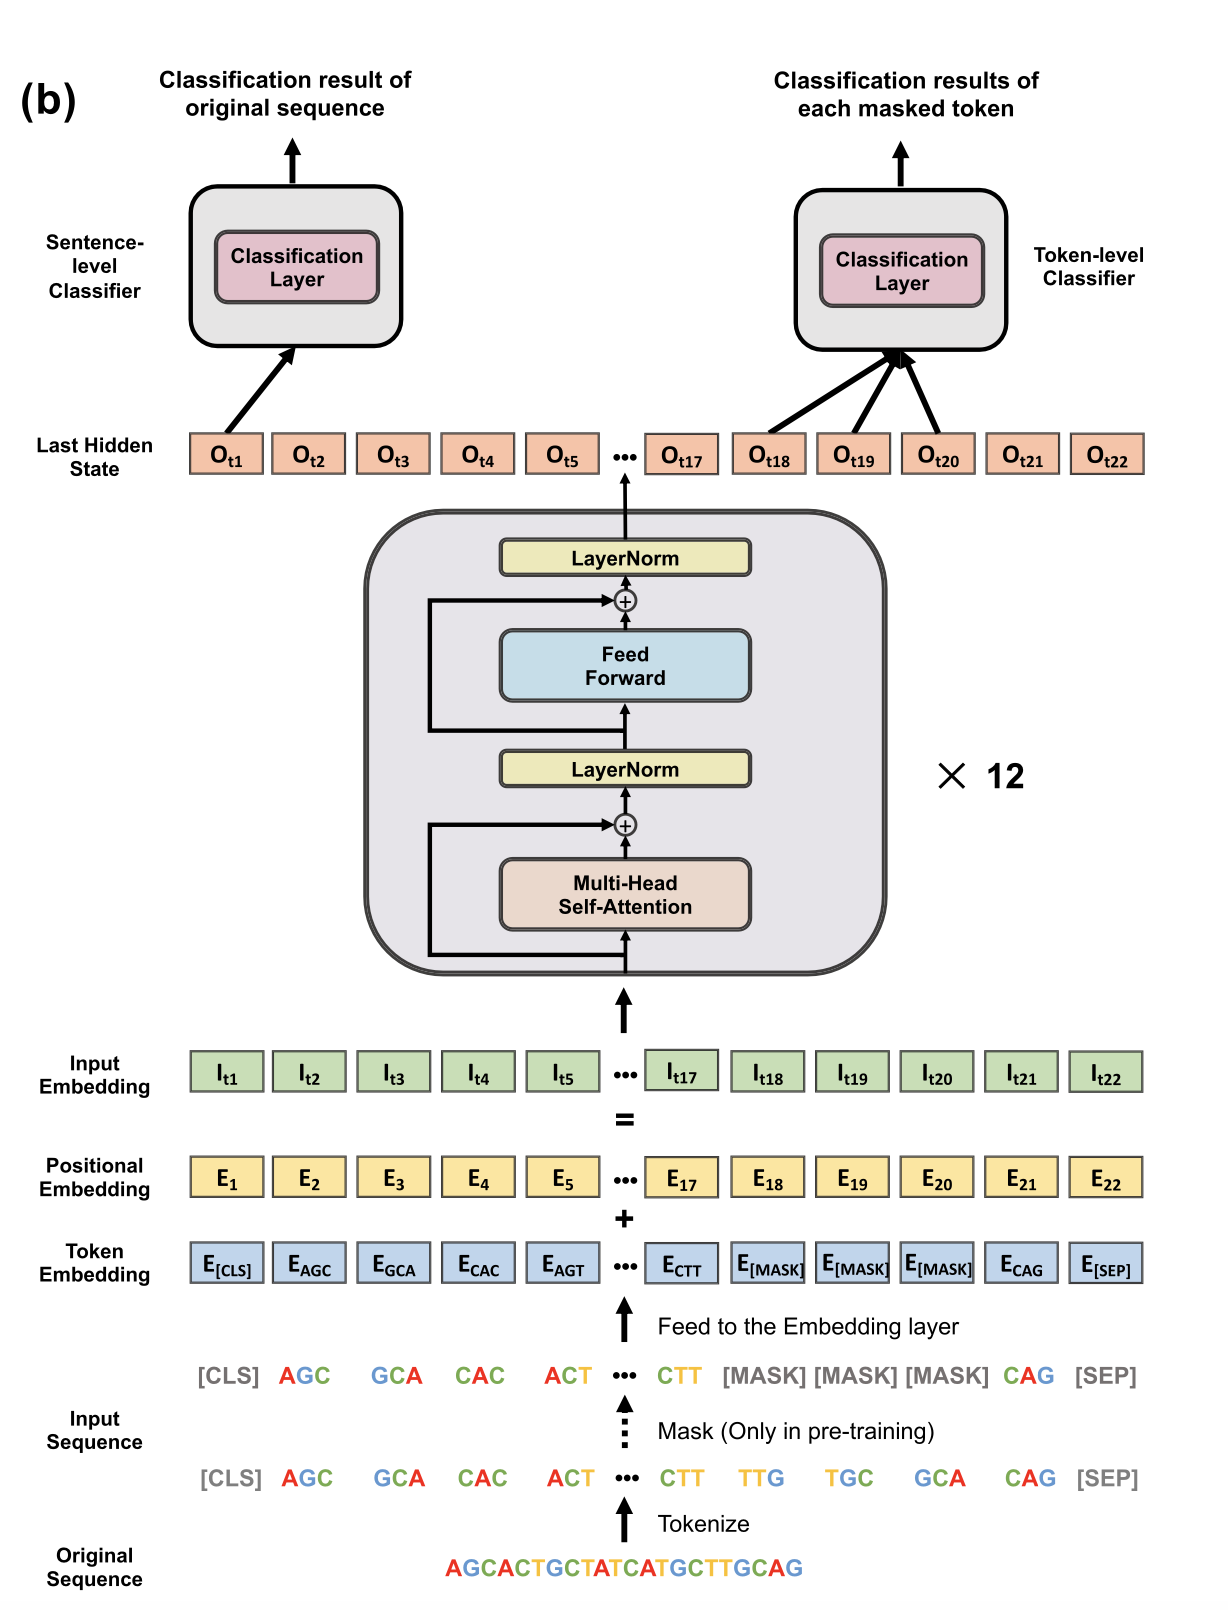 (b)
Classification result of
original sequence
Classification results of
each masked token
Sentence-
level
Classifier
Classification
Layer
Classification
Layer
Token-level
Classifier
Last Hidden
State
Ot1 Ot2 Ot3 Ot4 Ot5 ••• Ot17 Ot18 Ot19 Ot20 Ot21 Ot22
LayerNorm
+
Feed
Forward
LayerNorm
+
Multi-Head
Self-Attention
× 12
Input
Embedding
It1 It2 It3 It4 It5 ••• It17 It18 It19 It20 It21 It22
=
Positional
Embedding
E1 E2 E3 E4 E5 ••• E17 E18 E19 E20 E21 E22
+
Token
Embedding
E[CLS] EAGC EGCA ECAC EAGT ••• ECTT E[MASK] E[MASK] E[MASK] ECAG E[SEP]
Feed to the Embedding layer
[CLS] AGC GCA CAC ACT ••• CTT [MASK] [MASK] [MASK] CAG [SEP]
Input
Sequence
Mask (Only in pre-training)
[CLS] AGC GCA CAC ACT ••• CTT TTG TGC GCA CAG [SEP]
Tokenize
Original
Sequence
AGCACTGCTATCATGCTTGCAG